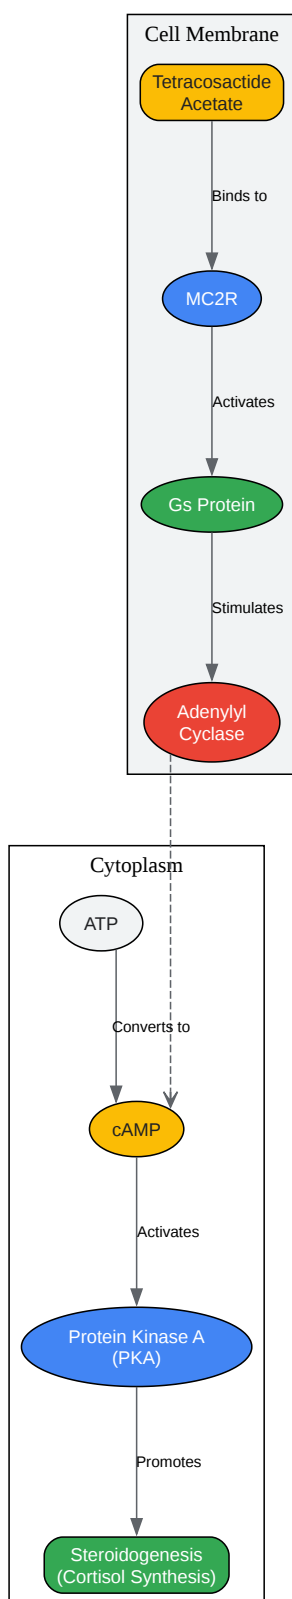 Cell Membrane
Tetracosactide
Acetate
Binds to
MC2R
Activates
Gs Protein
Stimulates
Adenylyl
Cyclase
Cytoplasm
ATP
Converts to
cAMP
Activates
Protein Kinase A
(PKA)
Promotes
Steroidogenesis
(Cortisol Synthesis)